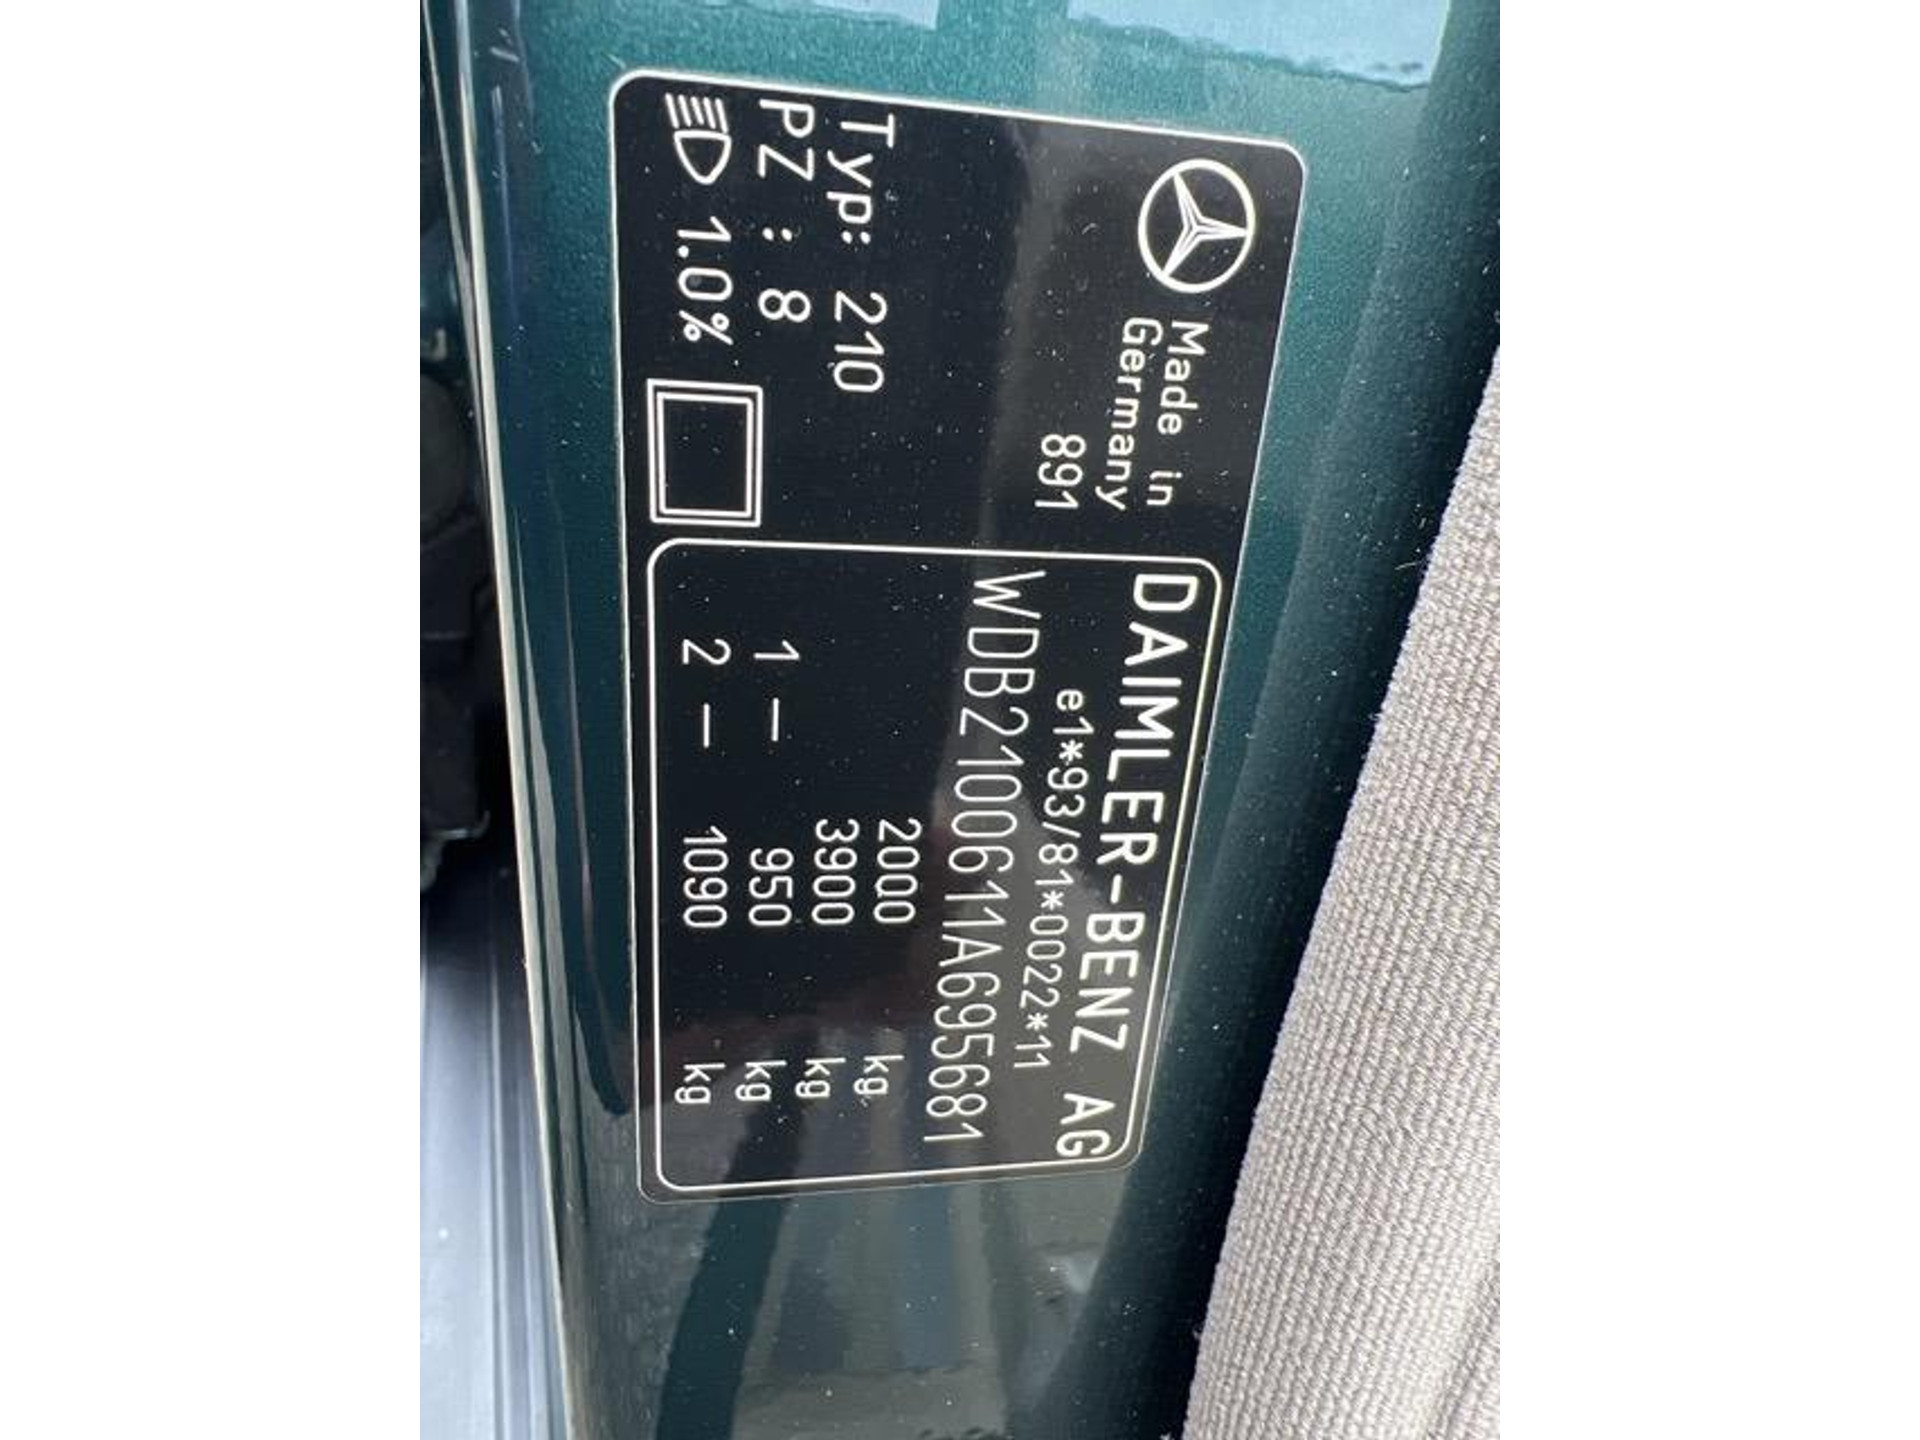 Made in
Germany
891
Typ: 210
PZ : 8
1.0%
DAIMLER-BENZ AG
e1*93/81*0022*11
WDB2100611A695681
2000 kg
3900 kg
1 — 950 kg
2 — 1090 kg